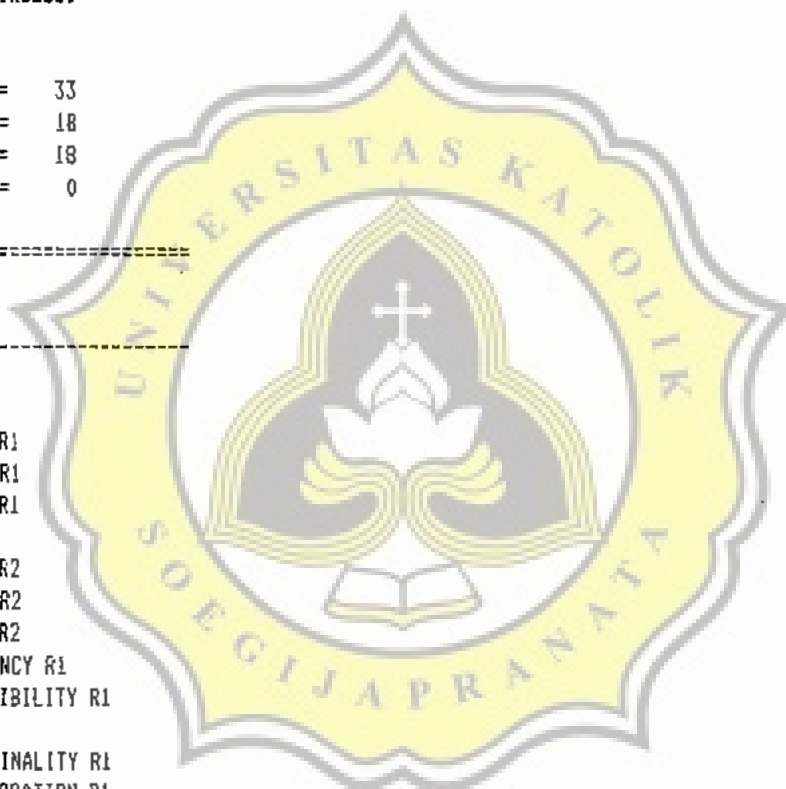 = 33
= 18
= 18
= 0
UNIVERSITAS KATOLIK
R1
R1
R1
SOEGIJAPRANATA
R2
R2
R2
NCY R1
IBILITY R1
INALITY R1